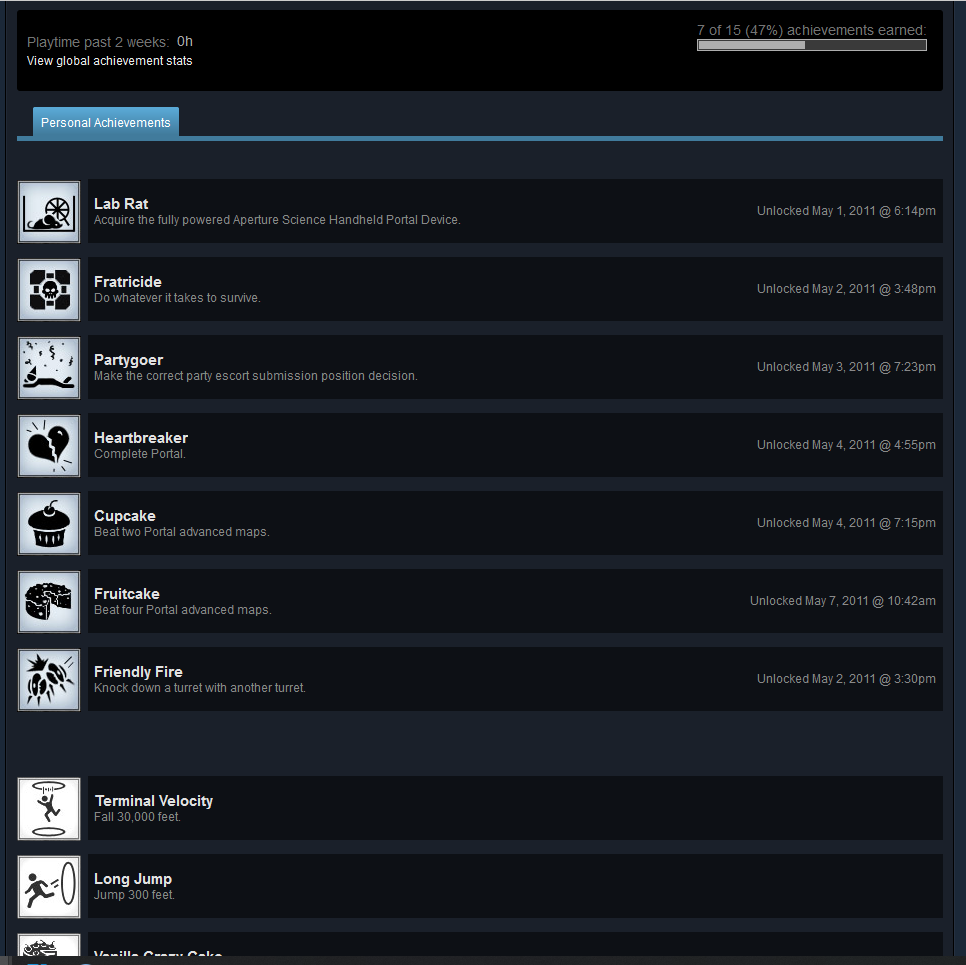 7 of 15 (47%) achievements earned:
Playtime past 2 weeks: 0h
View global achievement stats
Personal Achievements
Lab Rat
Acquire the fully powered Aperture Science Handheld Portal Device.
Unlocked May 1, 2011 @ 6:14pm
Fratricide
Do whatever it takes to survive.
Unlocked May 2, 2011 @ 3:48pm
Partygoer
Make the correct party escort submission position decision.
Unlocked May 3, 2011 @ 7:23pm
Heartbreaker
Complete Portal.
Unlocked May 4, 2011 @ 4:55pm
Cupcake
Beat two Portal advanced maps.
Unlocked May 4, 2011 @ 7:15pm
Fruitcake
Beat four Portal advanced maps.
Unlocked May 7, 2011 @ 10:42am
Friendly Fire
Knock down a turret with another turret.
Unlocked May 2, 2011 @ 3:30pm
Terminal Velocity
Fall 30,000 feet.
Long Jump
Jump 300 feet.
Vanilla Crazy Cake